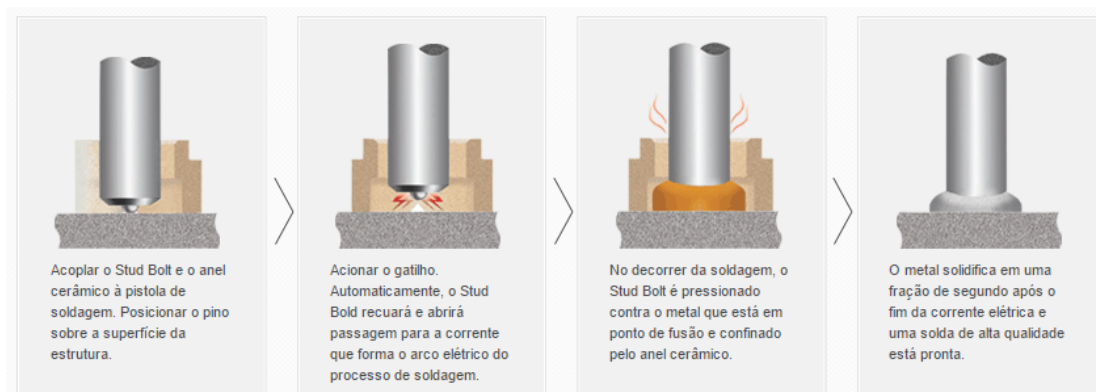 Acoplar o Stud Bolt e o anel
cerâmico à pistola de
soldagem. Posicionar o pino
sobre a superfície da
estrutura.
Acionar o gatilho.
Automaticamente, o Stud
Bold recuará e abrirá
passagem para a corrente
que forma o arco elétrico do
processo de soldagem.
No decorrer da soldagem, o
Stud Bolt é pressionado
contra o metal que está em
ponto de fusão e confinado
pelo anel cerâmico.
O metal solidifica em uma
fração de segundo após o
fim da corrente elétrica e
uma solda de alta qualidade
está pronta.